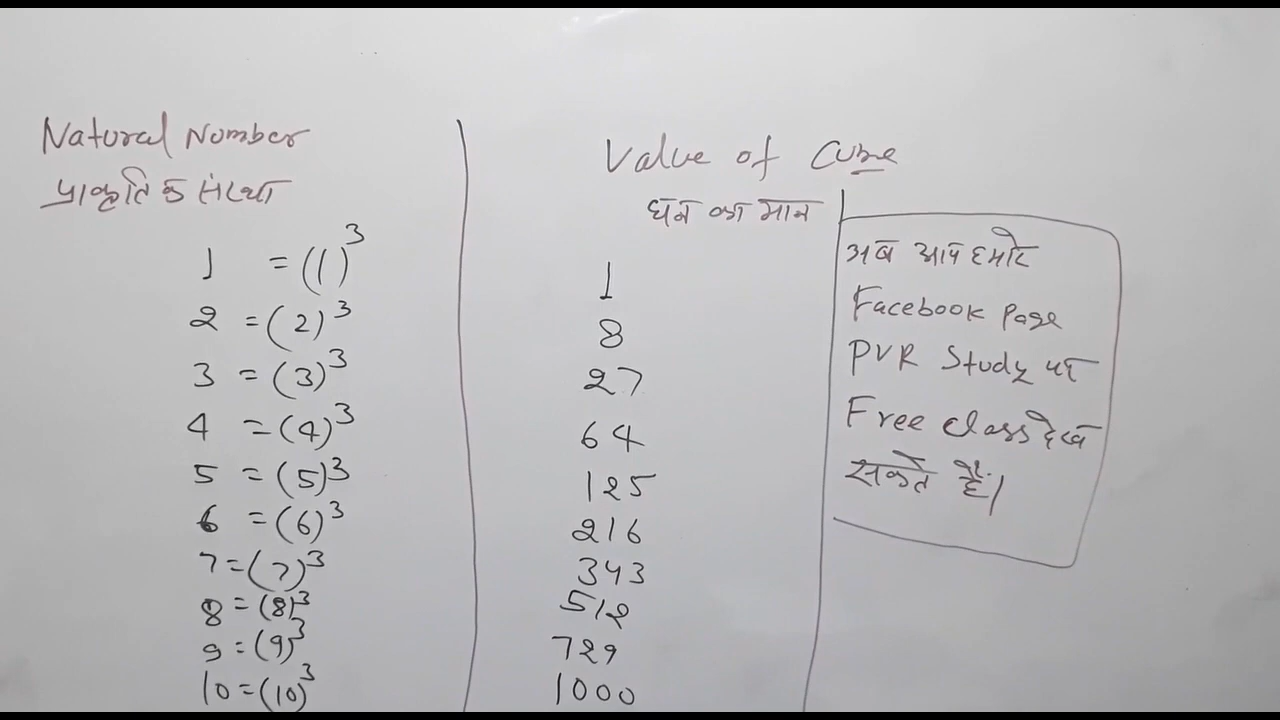 Natural Number
प्राकृतिक संख्या
1 = (1)³
2 = (2)³
3 = (3)³
4 = (4)³
5 = (5)³
6 = (6)³
7 = (7)³
8 = (8)³
9 = (9)³
10 = (10)³
Value of Cube
घन का मान
1
8
27
64
125
216
343
512
729
1000
अब आप हमारे
Facebook Page
PVR Study पर
Free class देख
सकते हैं।